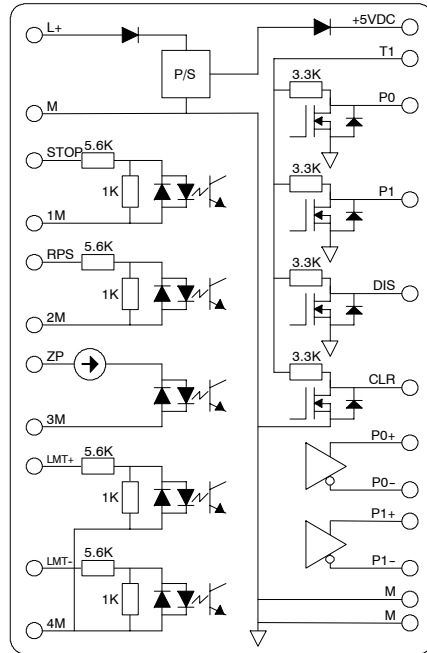 L+
P/S
M
STOP
5.6K
1K
1M
RPS
5.6K
1K
2M
ZP
3M
LMT+
5.6K
1K
LMT-
5.6K
1K
4M
+5VDC
T1
3.3K
P0
3.3K
P1
3.3K
DIS
3.3K
CLR
P0+
P0−
P1+
P1−
M
M